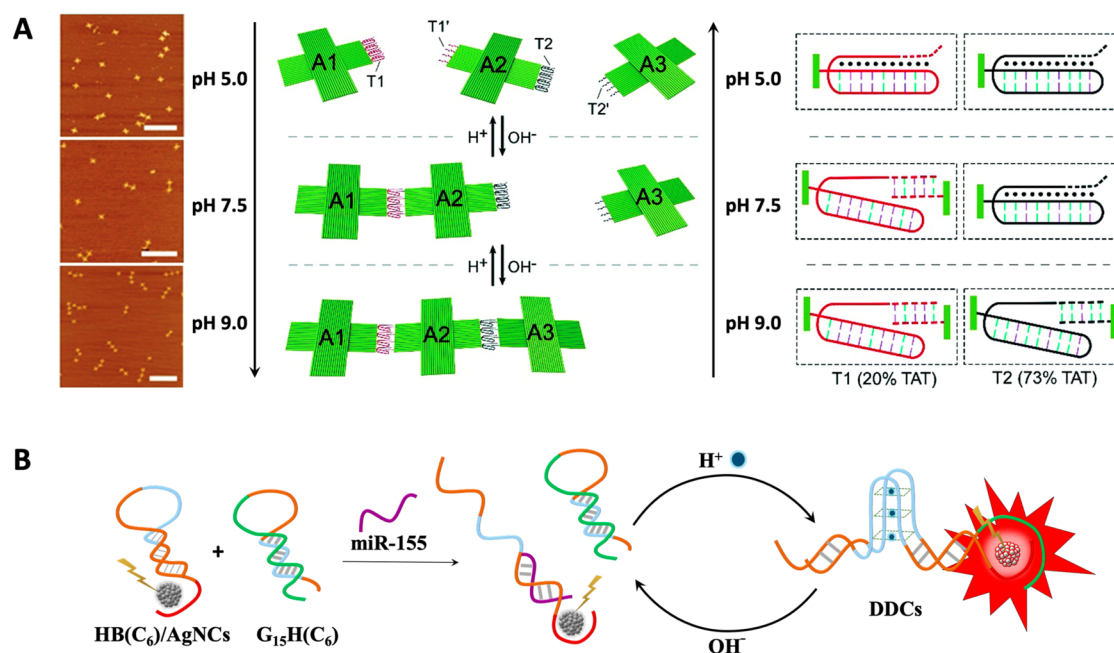 A
pH 5.0
pH 7.5
pH 9.0
A1
T1
T1'
A2
T2
A3
T2'
H+ OH-
A1
A2
A3
H+ OH-
A1
A2
A3
pH 5.0
pH 7.5
pH 9.0
T1 (20% TAT)
T2 (73% TAT)
B
HB(C₆)/AgNCs
+
G₁₅H(C₆)
miR-155
H⁺
OH⁻
DDCs